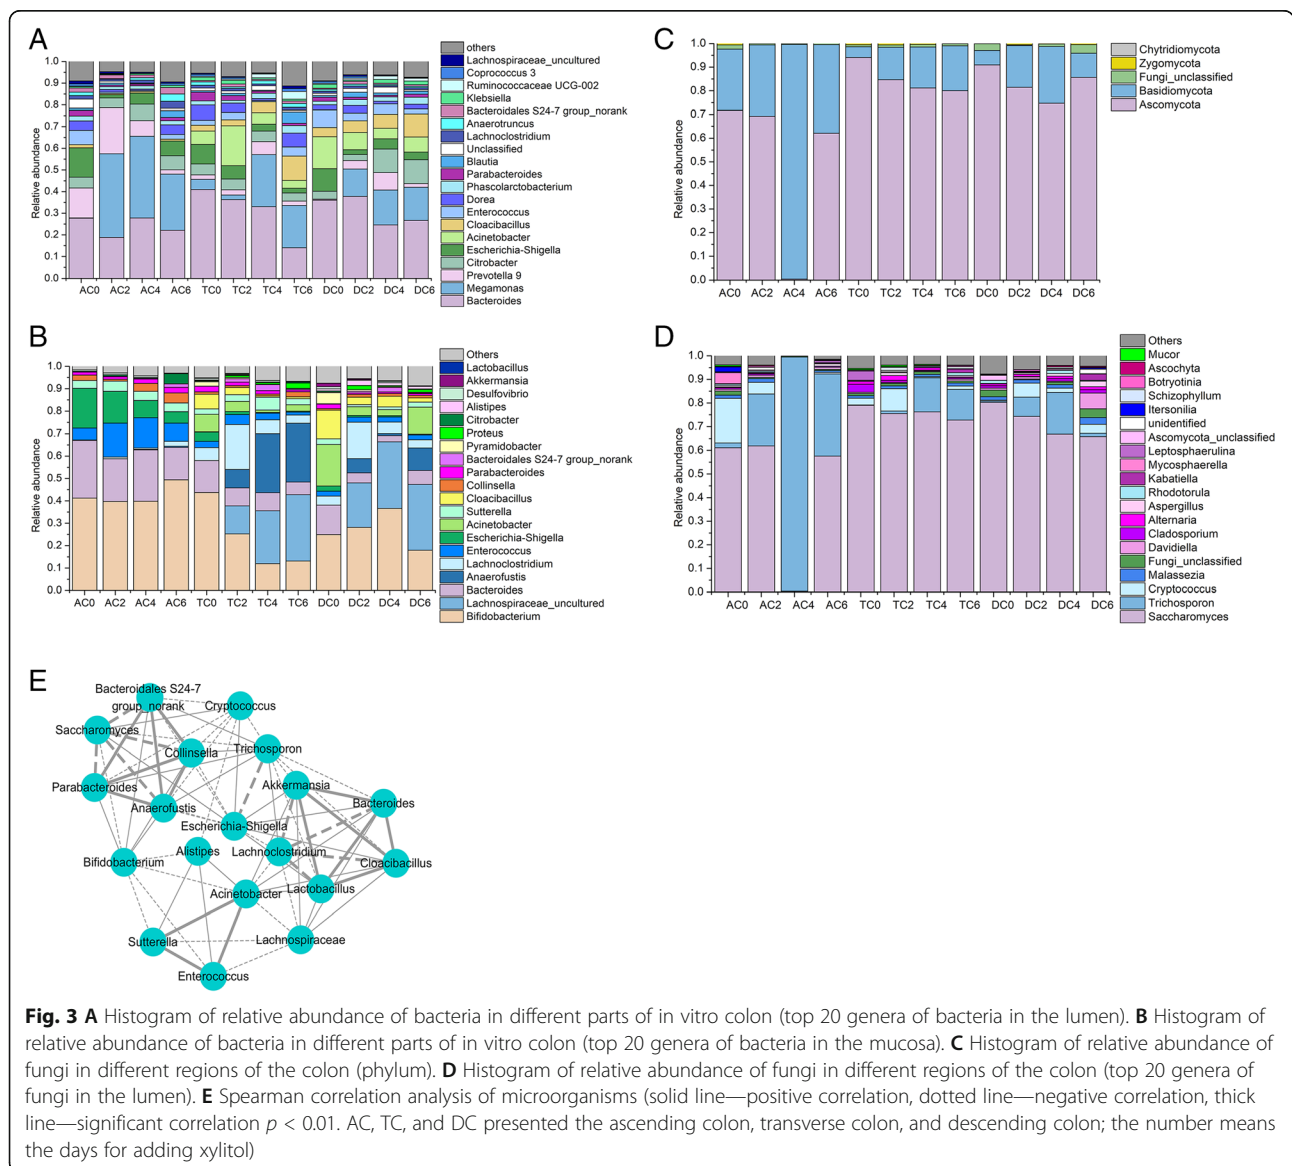 A
1.0
0.9
0.8
0.7
0.6
0.5
0.4
0.3
0.2
0.1
0.0
Relative abundance
AC0 AC2 AC4 AC6 TC0 TC2 TC4 TC6 DC0 DC2 DC4 DC6
others
Lachnospiraceae_uncultured
Coprococcus 3
Ruminoccaceae UCG-002
Klebsiella
Bacteroidales S24-7 group_norank
Anaerotruncus
Lachnoclostridium
Unclassified
Blautia
Parabacteroides
Phascolarctobacterium
Dorea
Enterococcus
Cloacibacillus
Acinetobacter
Escherichia-Shigella
Citrobacter
Prevotella 9
Megamonas
Bacteroides
C
1.0
0.9
0.8
0.7
0.6
0.5
0.4
0.3
0.2
0.1
0.0
Relative abundance
AC0 AC2 AC4 AC6 TC0 TC2 TC4 TC6 DC0 DC2 DC4 DC6
Chytridiomycota
Zygomycota
Fungi_unclassified
Basidiomycota
Ascomycota
B
1.0
0.9
0.8
0.7
0.6
0.5
0.4
0.3
0.2
0.1
0.0
Relative abundance
AC0 AC2 AC4 AC6 TC0 TC2 TC4 TC6 DC0 DC2 DC4 DC6
Others
Lactobacillus
Akkermansia
Desulfovibrio
Alistipes
Citrobacter
Proteus
Pyramidobacter
Bacteroidales S24-7 group_norank
Parabacteroides
Collinsella
Cloacibacillus
Sutterella
Acinetobacter
Escherichia-Shigella
Enterococcus
Lachnoclostridium
Anaerofustis
Bacteroides
Lachnospiraceae_uncultured
Bifidobacterium
D
1.0
0.9
0.8
0.7
0.6
0.5
0.4
0.3
0.2
0.1
0.0
Relative abundance
AC0 AC2 AC4 AC6 TC0 TC2 TC4 TC6 DC0 DC2 DC4 DC6
Others
Mucor
Ascochyta
Botryotinia
Schizophyllum
Itersonilia
unidentified
Ascomycota_unclassified
Leptosphaerulina
Mycosphaerella
Kabatiella
Rhodotorula
Aspergillus
Alternaria
Cladosporium
Davidiella
Fungi_unclassified
Malassezia
Cryptococcus
Trichosporon
Saccharomyces
E
Bacteroidales S24-7
group_norank
Cryptococcus
Saccharomyces
Collinsella
Trichosporon
Parabacteroides
Akkermansia
Anaerofustis
Bacteroides
Escherichia-Shigella
Bifidobacterium
Alistipes
Lachnoclostridium
Cloacibacillus
Acinetobacter
Lactobacillus
Sutterella
Lachnospiraceae
Enterococcus
Fig. 3 A Histogram of relative abundance of bacteria in different parts of in vitro colon (top 20 genera of bacteria in the lumen). B Histogram of
relative abundance of bacteria in different parts of in vitro colon (top 20 genera of bacteria in the mucosa). C Histogram of relative abundance of
fungi in different regions of the colon (phylum). D Histogram of relative abundance of fungi in different regions of the colon (top 20 genera of
fungi in the lumen). E Spearman correlation analysis of microorganisms (solid line—positive correlation, dotted line—negative correlation, thick
line—significant correlation p < 0.01. AC, TC, and DC presented the ascending colon, transverse colon, and descending colon; the number means
the days for adding xylitol)